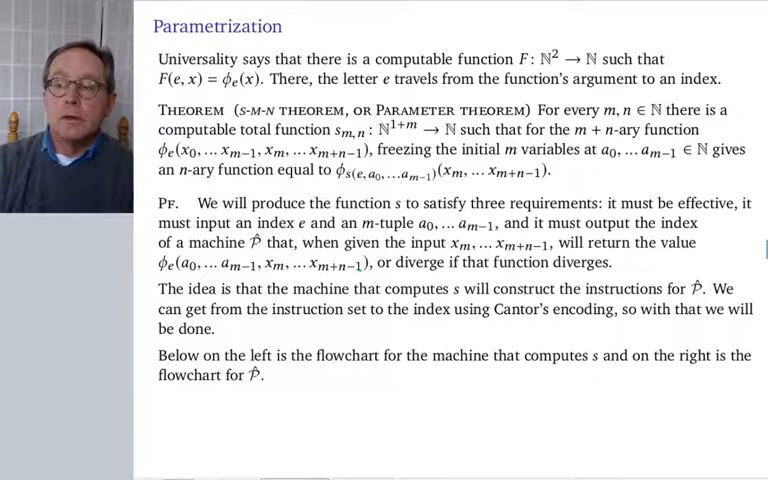 Parametrization
Universality says that there is a computable function F: ℕ² → ℕ such that
F(e, x) = ϕₑ(x). There, the letter e travels from the function's argument to an index.
THEOREM (S-M-N THEOREM, OR PARAMETER THEOREM) For every m, n ∈ ℕ there is a
computable total function s_{m,n}: ℕ^{1+m} → ℕ such that for the m + n-ary function
ϕ_e(x_0, … x_{m−1}, x_m, … x_{m+n−1}), freezing the initial m variables at a_0, … a_{m−1} ∈ ℕ gives
an n-ary function equal to ϕ_{s(e,a_0,…a_{m−1})}(x_m, … x_{m+n−1}).
PF. We will produce the function s to satisfy three requirements: it must be effective, it
must input an index e and an m-tuple a_0, … a_{m−1}, and it must output the index
of a machine P̂ that, when given the input x_m, … x_{m+n−1}, will return the value
ϕ_e(a_0, … a_{m−1}, x_m, … x_{m+n−1}), or diverge if that function diverges.
The idea is that the machine that computes s will construct the instructions for P̂. We
can get from the instruction set to the index using Cantor's encoding, so with that we will
be done.
Below on the left is the flowchart for the machine that computes s and on the right is the
flowchart for P̂.